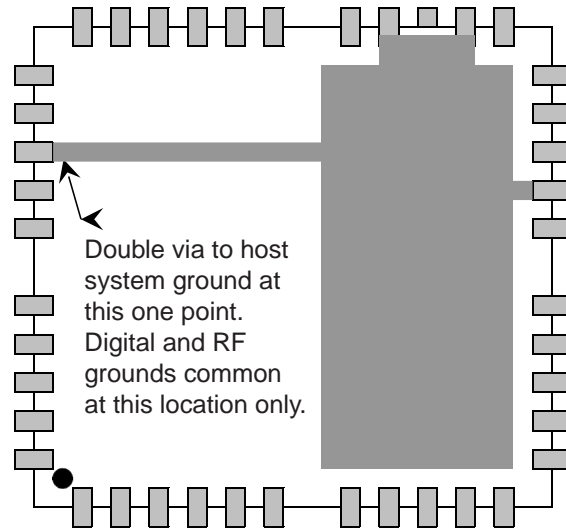 Double via to host
system ground at
this one point.
Digital and RF
grounds common
at this location only.